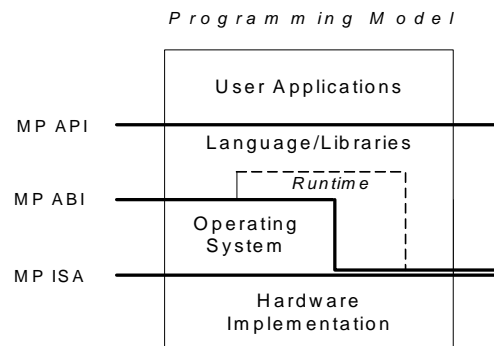 Programming Model
User Applications
MP API
Language/Libraries
Runtime
MP ABI
Operating
System
MP ISA
Hardware
Implementation